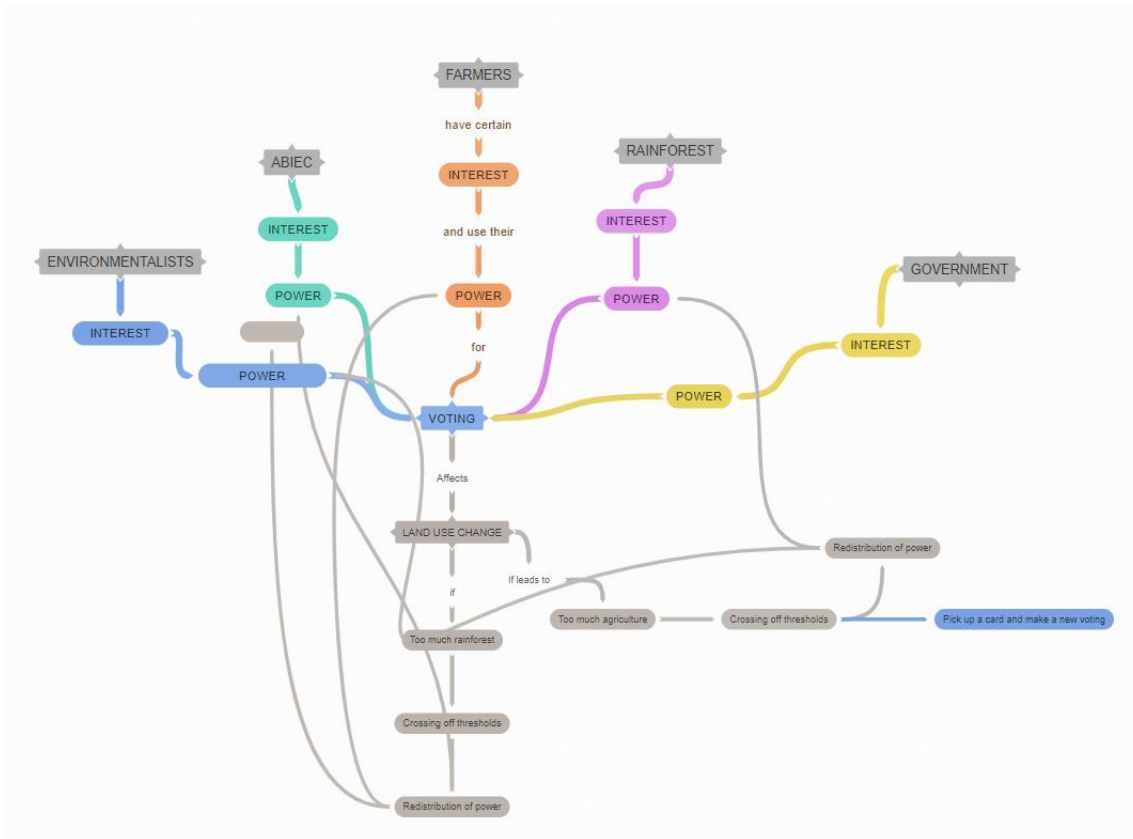 FARMERS
have certain
ABIEC
RAINFOREST
INTEREST
and use their
INTEREST
INTEREST
ENVIRONMENTALISTS
GOVERNMENT
POWER
POWER
POWER
INTEREST
for
INTEREST
POWER
POWER
VOTING
Affects
LAND USE CHANGE
Redistribution of power
If leads to
if
Too much agriculture
Crossing off thresholds
Pick up a card and make a new voting
Too much rainforest
Crossing off thresholds
Redistribution of power